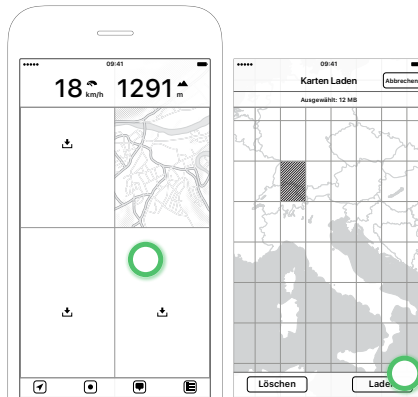 09:41
18 km/h 1291 m
09:41
Karten Laden Abbrechen
Ausgewählt: 12 MB
Löschen Laden